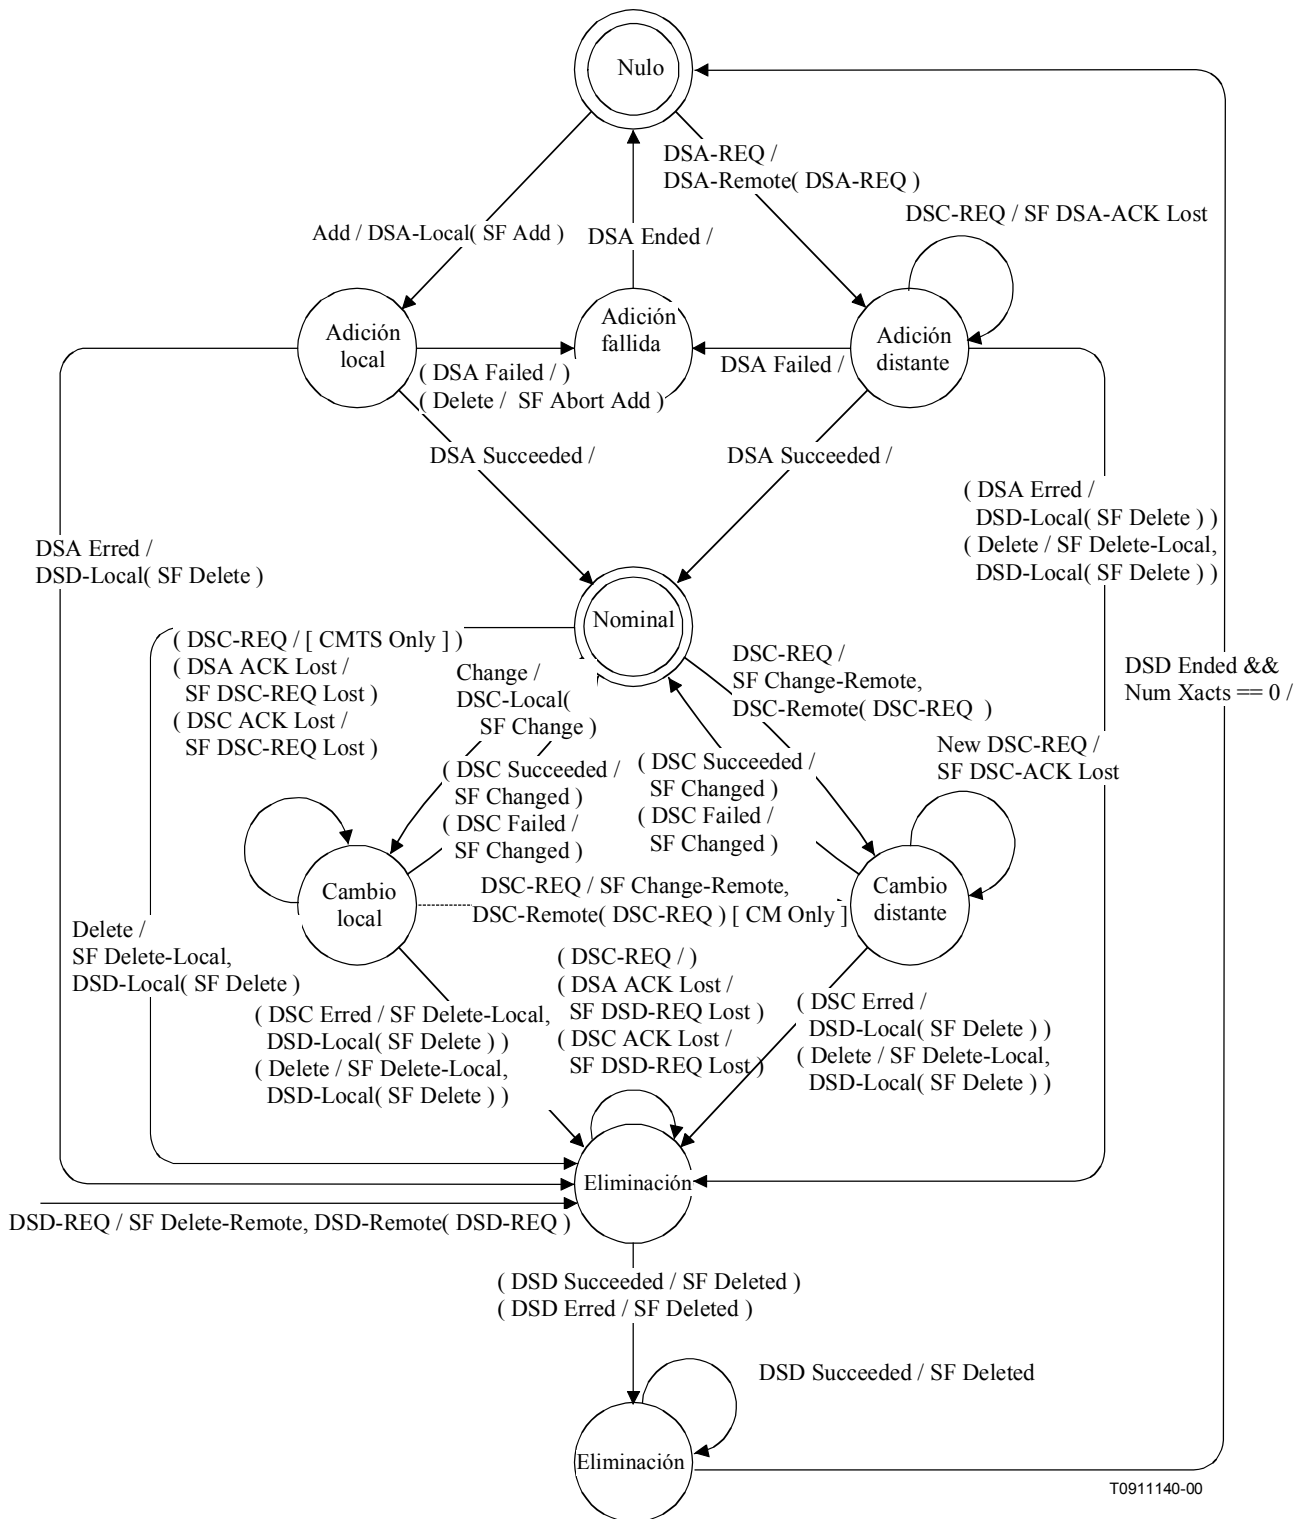 Nulo
DSA-REQ /
DSA-Remote( DSA-REQ )
DSC-REQ / SF DSA-ACK Lost
Add / DSA-Local( SF Add )
DSA Ended /
Adición
local
Adición
fallida
Adición
distante
( DSA Failed / )
( Delete / SF Abort Add )
DSA Failed /
DSA Succeeded /
DSA Succeeded /
( DSA Erred /
DSD-Local( SF Delete ) )
( Delete / SF Delete-Local,
DSD-Local( SF Delete ) )
DSA Erred /
DSD-Local( SF Delete )
Nominal
( DSC-REQ / [ CMTS Only ] )
( DSA ACK Lost /
SF DSC-REQ Lost )
( DSC ACK Lost /
SF DSC-REQ Lost )
Change /
DSC-Local(
SF Change )
DSC-REQ /
SF Change-Remote,
DSC-Remote( DSC-REQ )
DSD Ended &&
Num Xacts == 0 /
New DSC-REQ /
SF DSC-ACK Lost
( DSC Succeeded /
SF Changed )
( DSC Failed /
SF Changed )
( DSC Succeeded /
SF Changed )
( DSC Failed /
SF Changed )
Cambio
local
DSC-REQ / SF Change-Remote,
DSC-Remote( DSC-REQ ) [ CM Only ]
Cambio
distante
Delete /
SF Delete-Local,
DSD-Local( SF Delete )
( DSC-REQ / )
( DSA ACK Lost /
SF DSD-REQ Lost )
( DSC ACK Lost /
SF DSD-REQ Lost )
( DSC Erred / SF Delete-Local,
DSD-Local( SF Delete ) )
( Delete / SF Delete-Local,
DSD-Local( SF Delete ) )
( DSC Erred /
DSD-Local( SF Delete ) )
( Delete / SF Delete-Local,
DSD-Local( SF Delete ) )
Eliminación
DSD-REQ / SF Delete-Remote, DSD-Remote( DSD-REQ )
( DSD Succeeded / SF Deleted )
( DSD Erred / SF Deleted )
DSD Succeeded / SF Deleted
Eliminación
T0911140-00